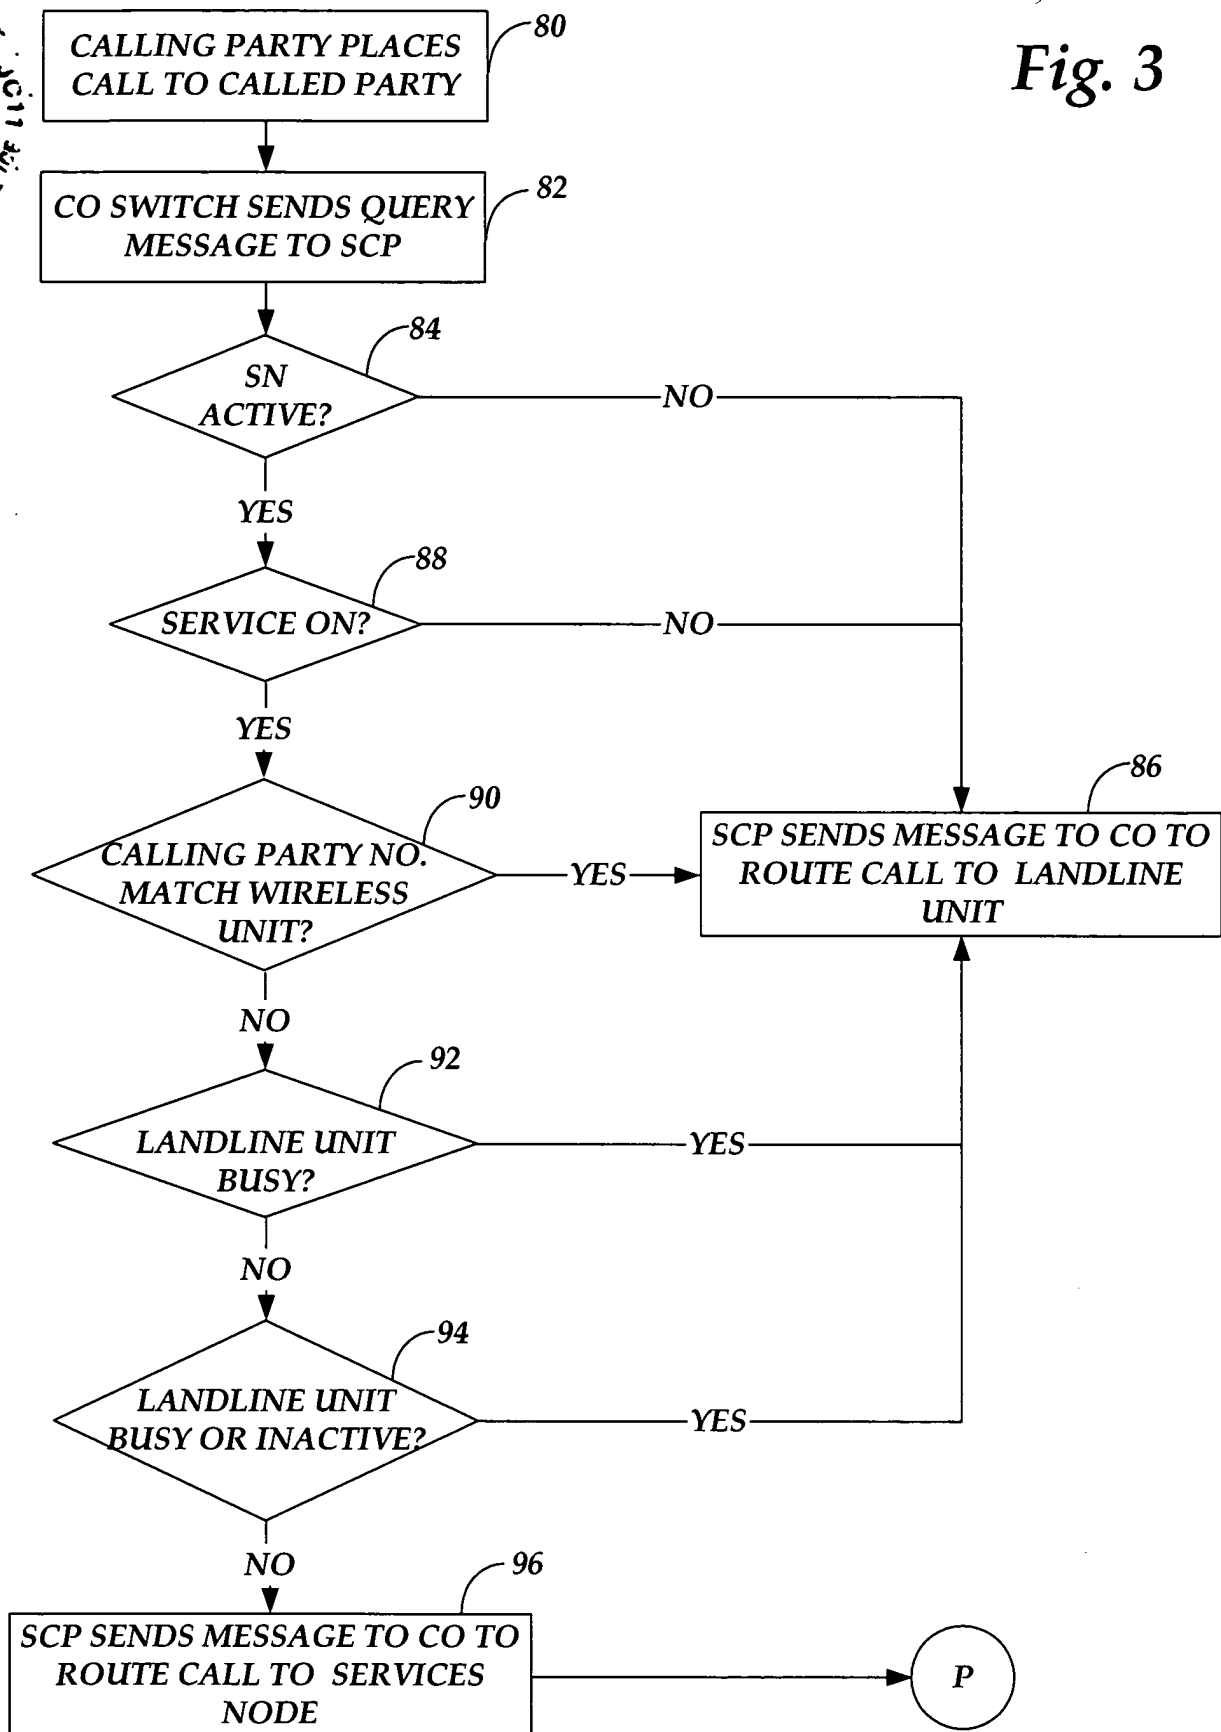 Fig. 3
CALLING PARTY PLACES
CALL TO CALLED PARTY
80
CO SWITCH SENDS QUERY
MESSAGE TO SCP
82
SN
ACTIVE?
84
NO
YES
SERVICE ON?
88
NO
YES
CALLING PARTY NO.
MATCH WIRELESS
UNIT?
90
YES
SCP SENDS MESSAGE TO CO TO
ROUTE CALL TO LANDLINE
UNIT
86
NO
LANDLINE UNIT
BUSY?
92
YES
NO
LANDLINE UNIT
BUSY OR INACTIVE?
94
YES
NO
SCP SENDS MESSAGE TO CO TO
ROUTE CALL TO SERVICES
NODE
96
P